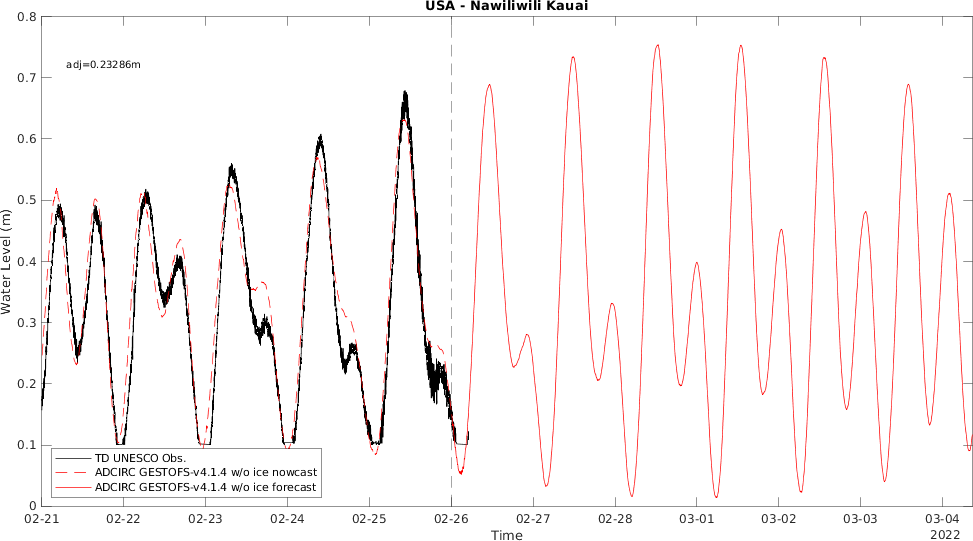 USA - Nawiliwili Kauai
adj=0.23286m
0.8
0.7
0.6
0.5
0.4
0.3
0.2
0.1
0
Water Level (m)
TD UNESCO Obs.
ADCIRC GESTOFS-v4.1.4 w/o ice nowcast
ADCIRC GESTOFS-v4.1.4 w/o ice forecast
02-21 02-22 02-23 02-24 02-25 02-26 02-27 02-28 03-01 03-02 03-03 03-04
Time
2022